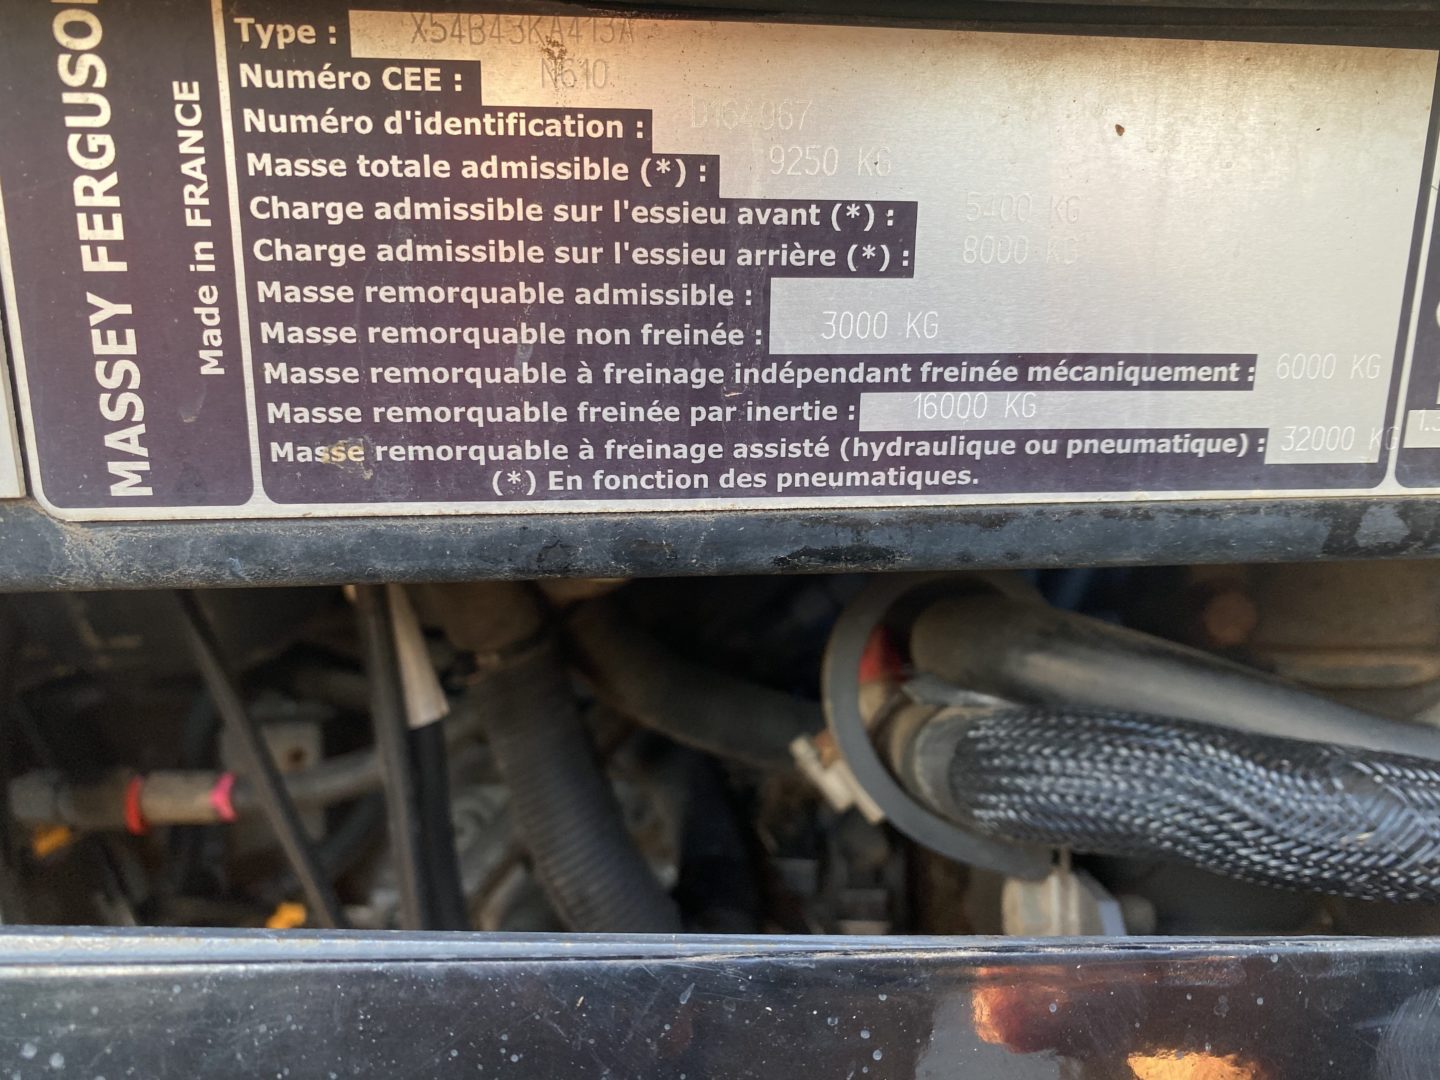 MASSEY FERGUSON
Made in FRANCE
Type : X54B43KA413A
Numéro CEE : N610
Numéro d'identification : D164067
Masse totale admissible (*) : 9250 KG
Charge admissible sur l'essieu avant (*) : 5400 KG
Charge admissible sur l'essieu arrière (*) : 8000 KG
Masse remorquable admissible :
Masse remorquable non freinée : 3000 KG
Masse remorquable à freinage indépendant freinée mécaniquement : 6000 KG
Masse remorquable freinée par inertie : 16000 KG
Masse remorquable à freinage assisté (hydraulique ou pneumatique) : 32000 KG
(*) En fonction des pneumatiques.